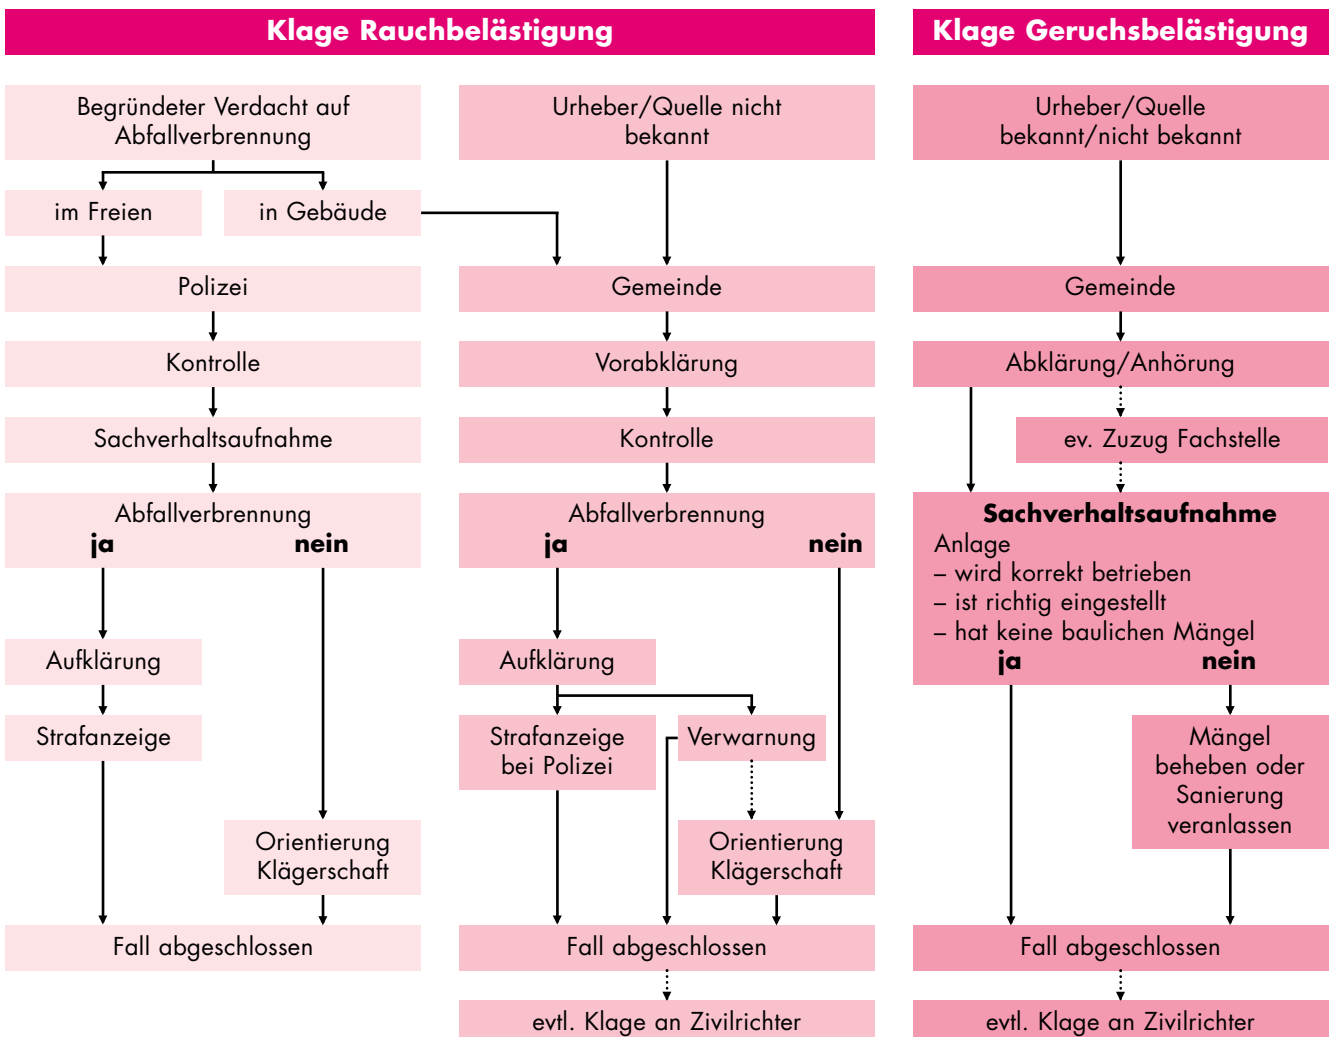 Klage Rauchbelästigung
Begründeter Verdacht auf
Abfallverbrennung
im Freien
in Gebäude
Polizei
Kontrolle
Sachverhaltsaufnahme
Abfallverbrennung
ja nein
Aufklärung
Strafanzeige
Orientierung
Klägerschaft
Fall abgeschlossen
Urheber/Quelle nicht
bekannt
Gemeinde
Vorabklärung
Kontrolle
Abfallverbrennung
ja nein
Aufklärung
Strafanzeige
bei Polizei
Verwarnung
Orientierung
Klägerschaft
Fall abgeschlossen
evtl. Klage an Zivilrichter
Klage Geruchsbelästigung
Urheber/Quelle
bekannt/nicht bekannt
Gemeinde
Abklärung/Anhörung
ev. Zuzug Fachstelle
Sachverhaltsaufnahme
Anlage
– wird korrekt betrieben
– ist richtig eingestellt
– hat keine baulichen Mängel
ja nein
Mängel
beheben oder
Sanierung
veranlassen
Fall abgeschlossen
evtl. Klage an Zivilrichter